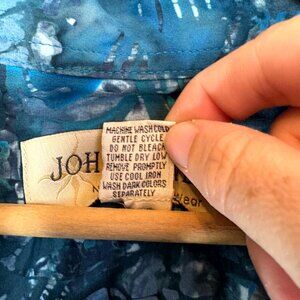 MACHINE WASH COLD
GENTLE CYCLE
DO NOT BLEACH
TUMBLE DRY LOW
REMOVE PROMPTLY
USE COOL IRON
WASH DARK COLORS
SEPARATELY
JOH
N
wear